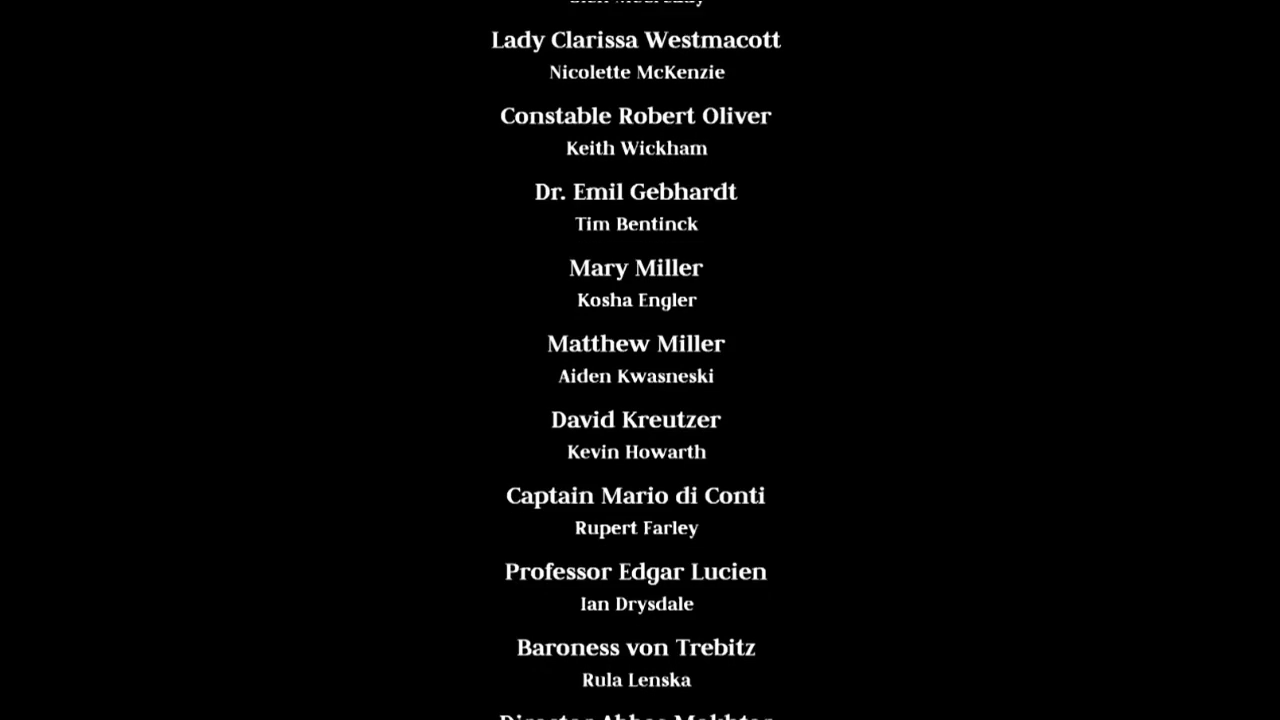 Lady Clarissa Westmacott
Nicolette McKenzie
Constable Robert Oliver
Keith Wickham
Dr. Emil Gebhardt
Tim Bentinck
Mary Miller
Kosha Engler
Matthew Miller
Aiden Kwasneski
David Kreutzer
Kevin Howarth
Captain Mario di Conti
Rupert Farley
Professor Edgar Lucien
Ian Drysdale
Baroness von Trebitz
Rula Lenska